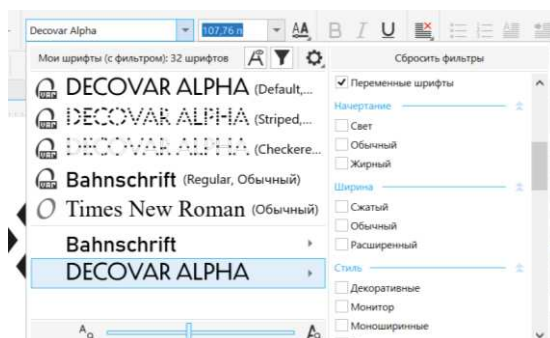 Decovar Alpha 107,76 п AA B I U
Мои шрифты (с фильтром): 32 шрифтов
Сбросить фильтры
DECOVAR ALPHA (Default,...
DECOVAR ALPHA (Striped,...
DECOVAR ALPHA (Checkere...
Bahnschrift (Regular, Обычный)
Times New Roman (Обычный)
Bahnschrift
DECOVAR ALPHA
Переменные шрифты
Начертание
Свет
Обычный
Жирный
Ширина
Сжатый
Обычный
Расширенный
Стиль
Декоративные
Монитор
Моноширинные